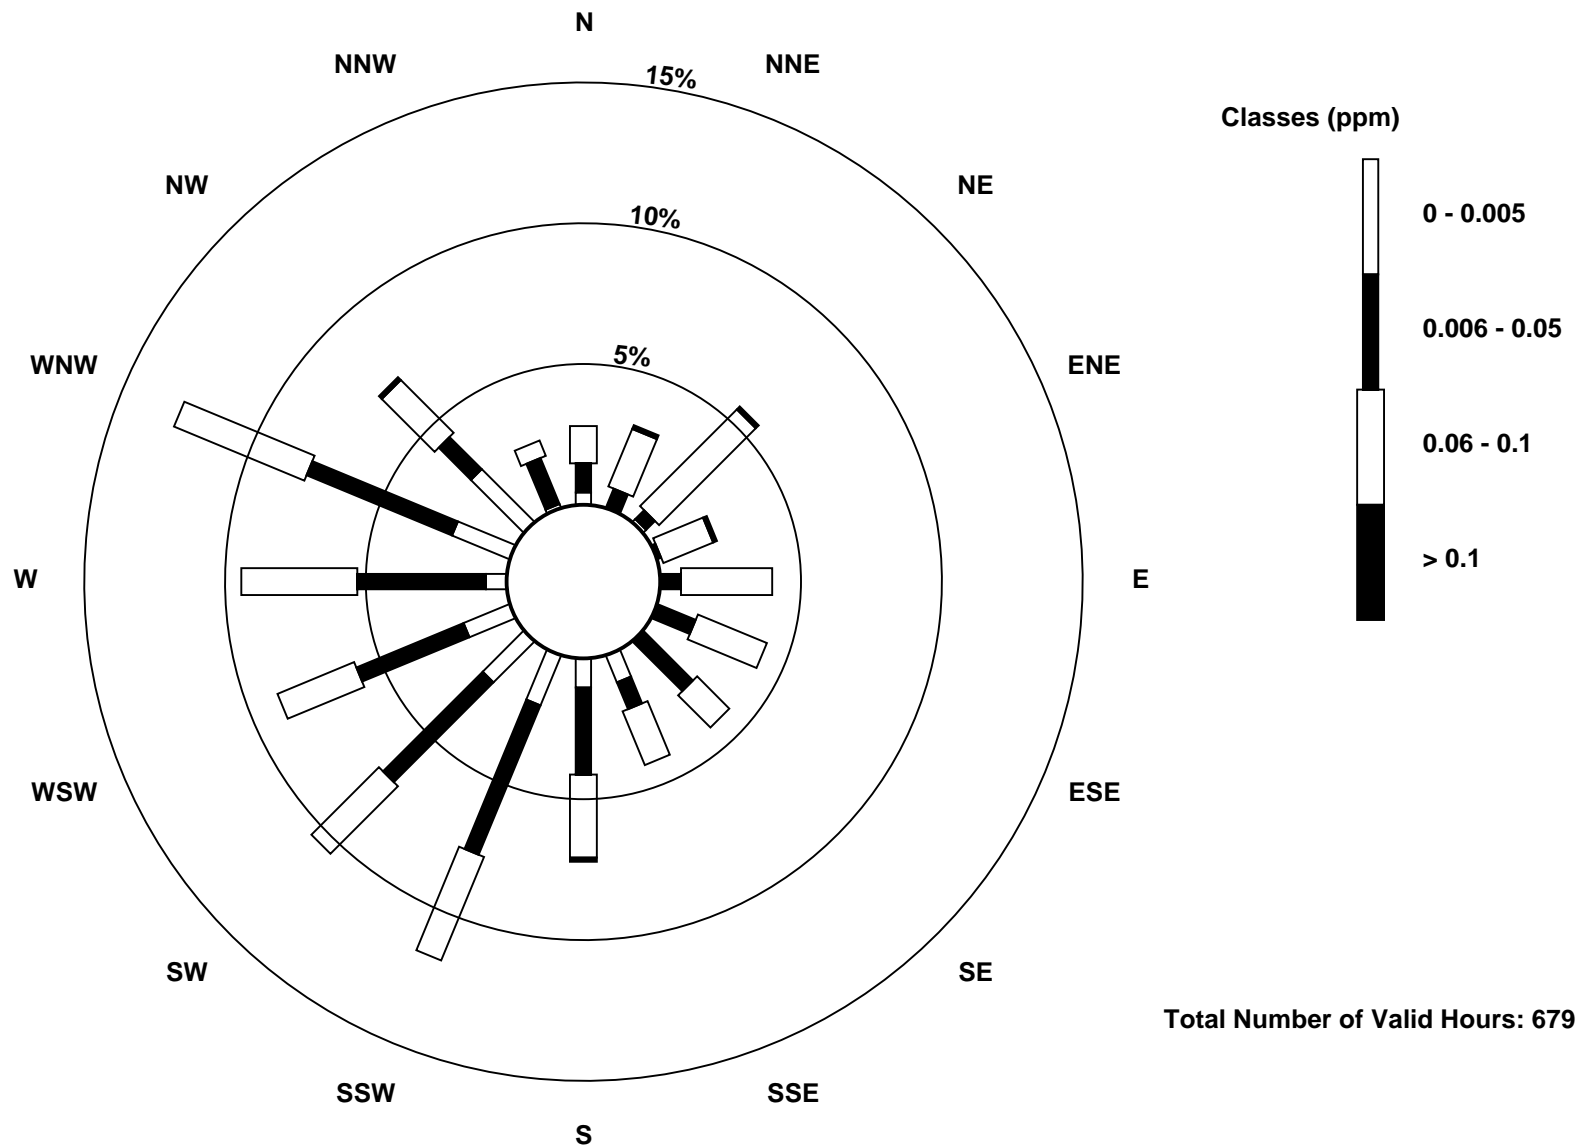 N
NNW
NNE
15%
Classes (ppm)
NW
NE
0 - 0.005
10%
0.006 - 0.05
5%
WNW
ENE
0.06 - 0.1
> 0.1
W
E
WSW
ESE
SW
SE
Total Number of Valid Hours: 679
SSW
SSE
S